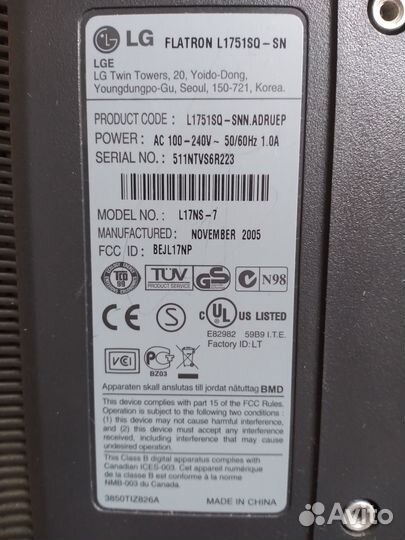 LG FLATRON L1751SQ-SN
LGE
LG Twin Towers, 20, Yoido-Dong,
Youngdungpo-Gu, Seoul, 150-721, Korea.
PRODUCT CODE : L1751SQ-SNN.ADRUEP
POWER : AC 100-240V~ 50/60Hz 1.0A
SERIAL NO. : 511NTVS6R223
MODEL NO. : L17NS-7
MANUFACTURED : NOVEMBER 2005
FCC ID : BEJL17NP
TCO 99 TÜV PRODUCT SERVICE GS N98
CE S c UL US LISTED
E82982 59B9 I.T.E.
Factory ID: LT
VCCI BZ03
Apparaten skall anslutas till jordat nätuttag BMD
This device complies with part 15 of the FCC Rules.
Operation is subject to the following two conditions :
(1) this device may not cause harmful interference,
and (2) this device must accept any interference
received, including interference that may cause
undesired operation.
This Class B digital apparatus complies with
Canadian ICES-003. Cet appareil numérique
de la classe B est conforme à la norme
NMB-003 du Canada.
3850TIZ826A MADE IN CHINA
Avito